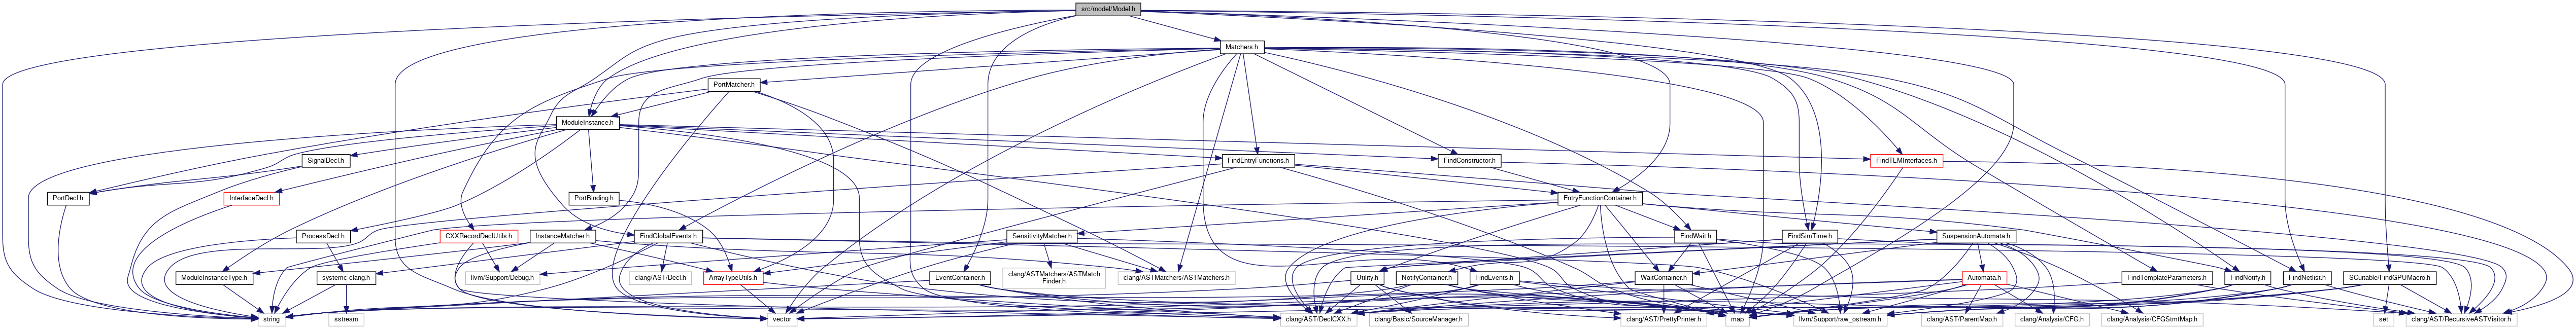 src/model/Model.h
Matchers.h
PortMatcher.h
ModuleInstance.h
SignalDecl.h
FindEntryFunctions.h
FindConstructor.h
FindTLMInterfaces.h
PortDecl.h
InterfaceDecl.h
PortBinding.h
EntryFunctionContainer.h
ProcessDecl.h
CXXRecordDeclUtils.h
InstanceMatcher.h
FindGlobalEvents.h
SensitivityMatcher.h
FindWait.h
FindSimTime.h
SuspensionAutomata.h
ModuleInstanceType.h
systemc-clang.h
llvm/Support/Debug.h
clang/AST/Decl.h
ArrayTypeUtils.h
EventContainer.h
clang/ASTMatchers/ASTMatch
Finder.h
clang/ASTMatchers/ASTMatchers.h
Utility.h
NotifyContainer.h
FindEvents.h
WaitContainer.h
Automata.h
FindTemplateParameters.h
FindNotify.h
FindNetlist.h
SCuitable/FindGPUMacro.h
string
sstream
vector
clang/AST/DeclCXX.h
clang/Basic/SourceManager.h
clang/AST/PrettyPrinter.h
map
llvm/Support/raw_ostream.h
clang/AST/ParentMap.h
clang/Analysis/CFG.h
clang/Analysis/CFGStmtMap.h
set
clang/AST/RecursiveASTVisitor.h